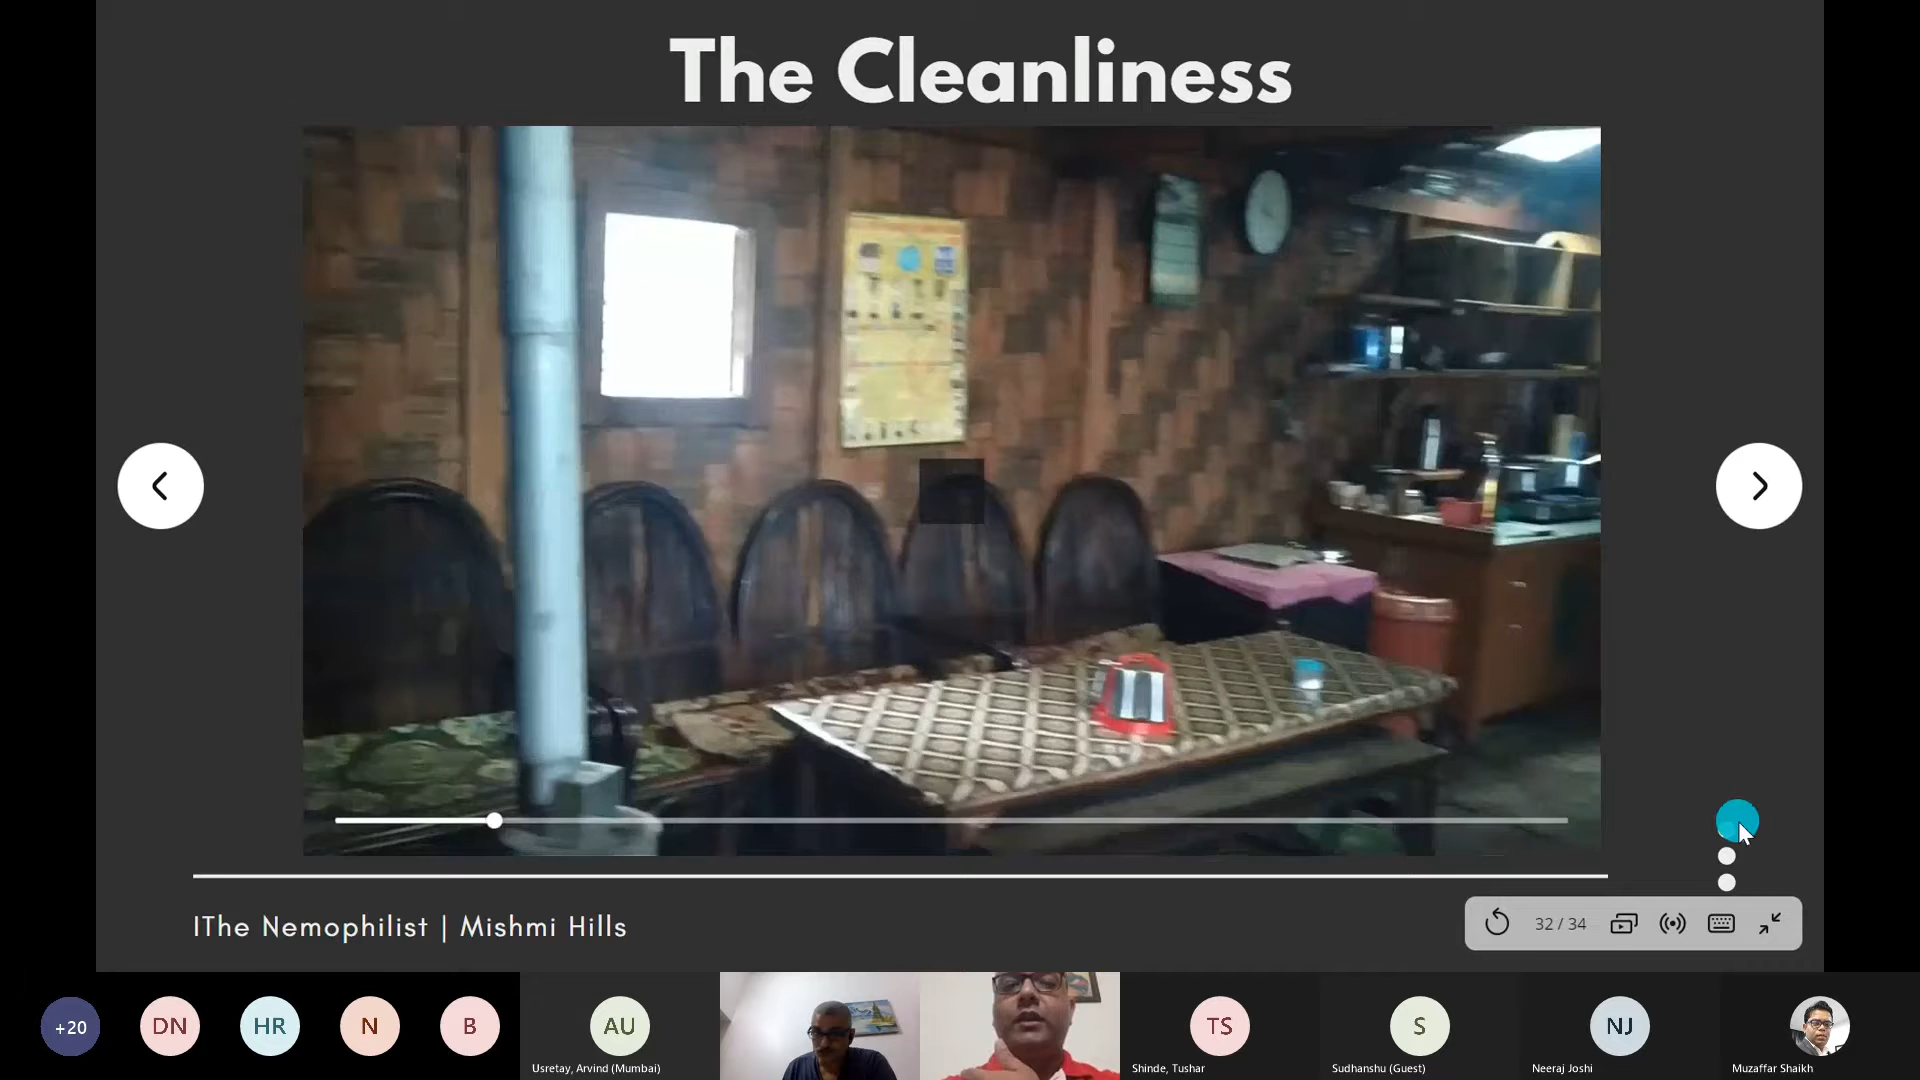 The Cleanliness
IThe Nemophilist | Mishmi Hills
32 / 34
+20
DN
HR
N
B
AU
TS
S
NJ
Usretay, Arvind (Mumbai)
Shinde, Tushar
Sudhanshu (Guest)
Neeraj Joshi
Muzaffar Shaikh